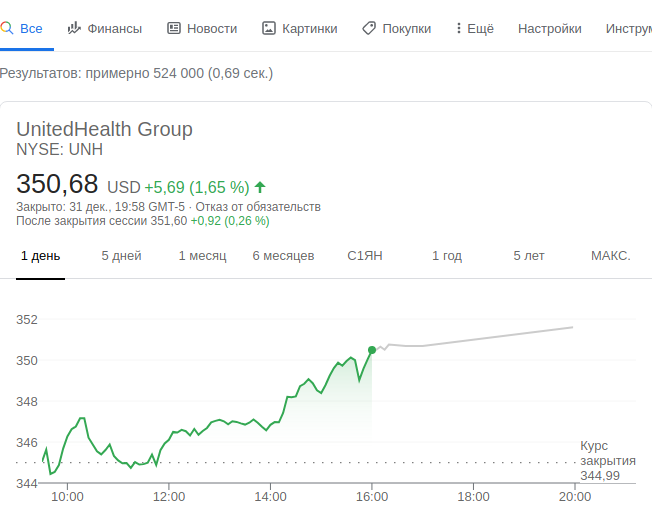 Все Финансы Новости Картинки Покупки Ещё Настройки Инструм
Результатов: примерно 524 000 (0,69 сек.)
UnitedHealth Group
NYSE: UNH
350,68 USD +5,69 (1,65 %)
Закрыто: 31 дек., 19:58 GMT-5 · Отказ от обязательств
После закрытия сессии 351,60 +0,92 (0,26 %)
1 день 5 дней 1 месяц 6 месяцев С1ЯН 1 год 5 лет МАКС.
352
350
348
346
Курс
закрытия
344,99
344
10:00 12:00 14:00 16:00 18:00 20:00